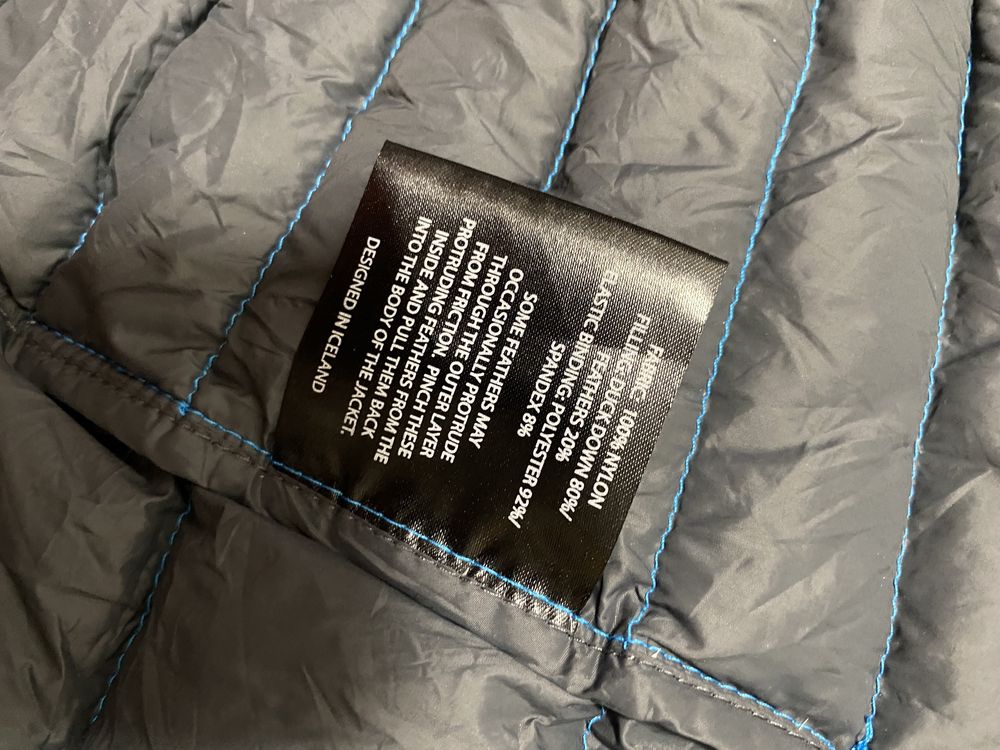 FABRIC: 100% NYLON
FILLING: DUCK DOWN 80%/
FEATHERS 20%
ELASTIC BINDING: POLYESTER 92%/
SPANDEX 8%
SOME FEATHERS MAY
OCCASIONALLY PROTRUDE
THROUGH THE OUTER LAYER
FROM FRICTION. PINCH THESE
PROTRUDING FEATHERS FROM THE
INSIDE AND PULL THEM BACK
INTO THE BODY OF THE JACKET.
DESIGNED IN ICELAND